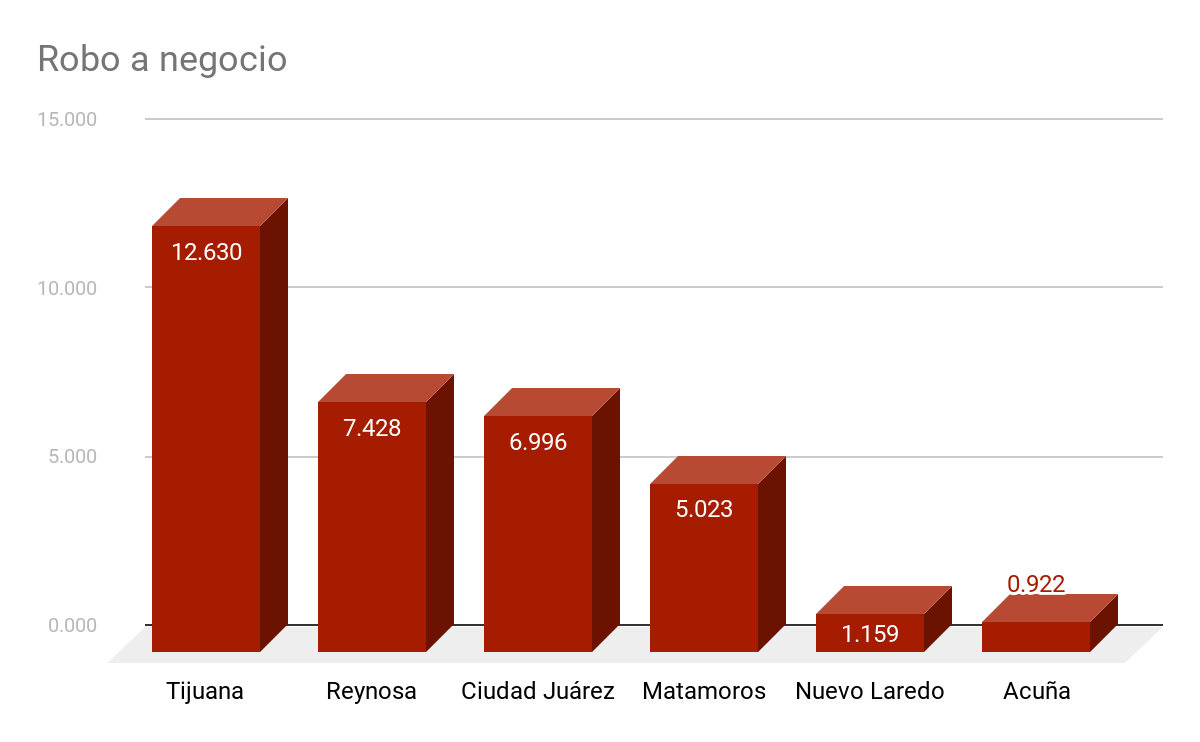 Robo a negocio
15.000
10.000
5.000
0.000
12.630
7.428
6.996
5.023
1.159
0.922
Tijuana
Reynosa
Ciudad Juárez
Matamoros
Nuevo Laredo
Acuña